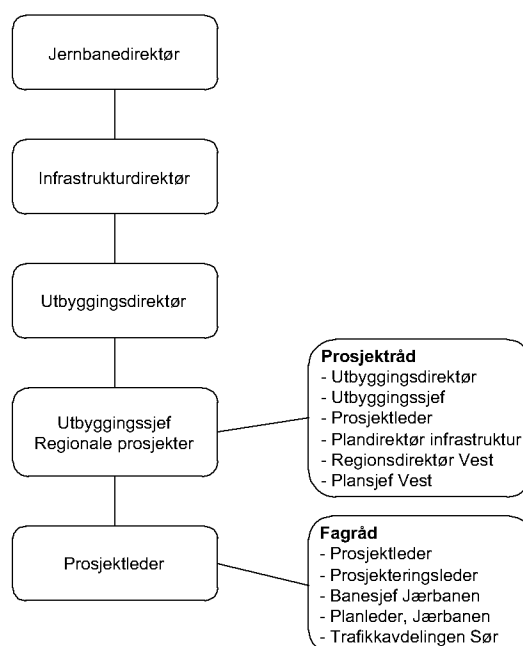 Jernbanedirektør
Infrastrukturdirektør
Utbyggingsdirektør
Utbyggingssjef
Regionale prosjekter
Prosjektråd
- Utbyggingsdirektør
- Utbyggingssjef
- Prosjektleder
- Plandirektør infrastruktur
- Regionsdirektør Vest
- Plansjef Vest
Prosjektleder
Fagråd
- Prosjektleder
- Prosjekteringsleder
- Banesjef Jærbanen
- Planleder, Jærbanen
- Trafikkavdelingen Sør